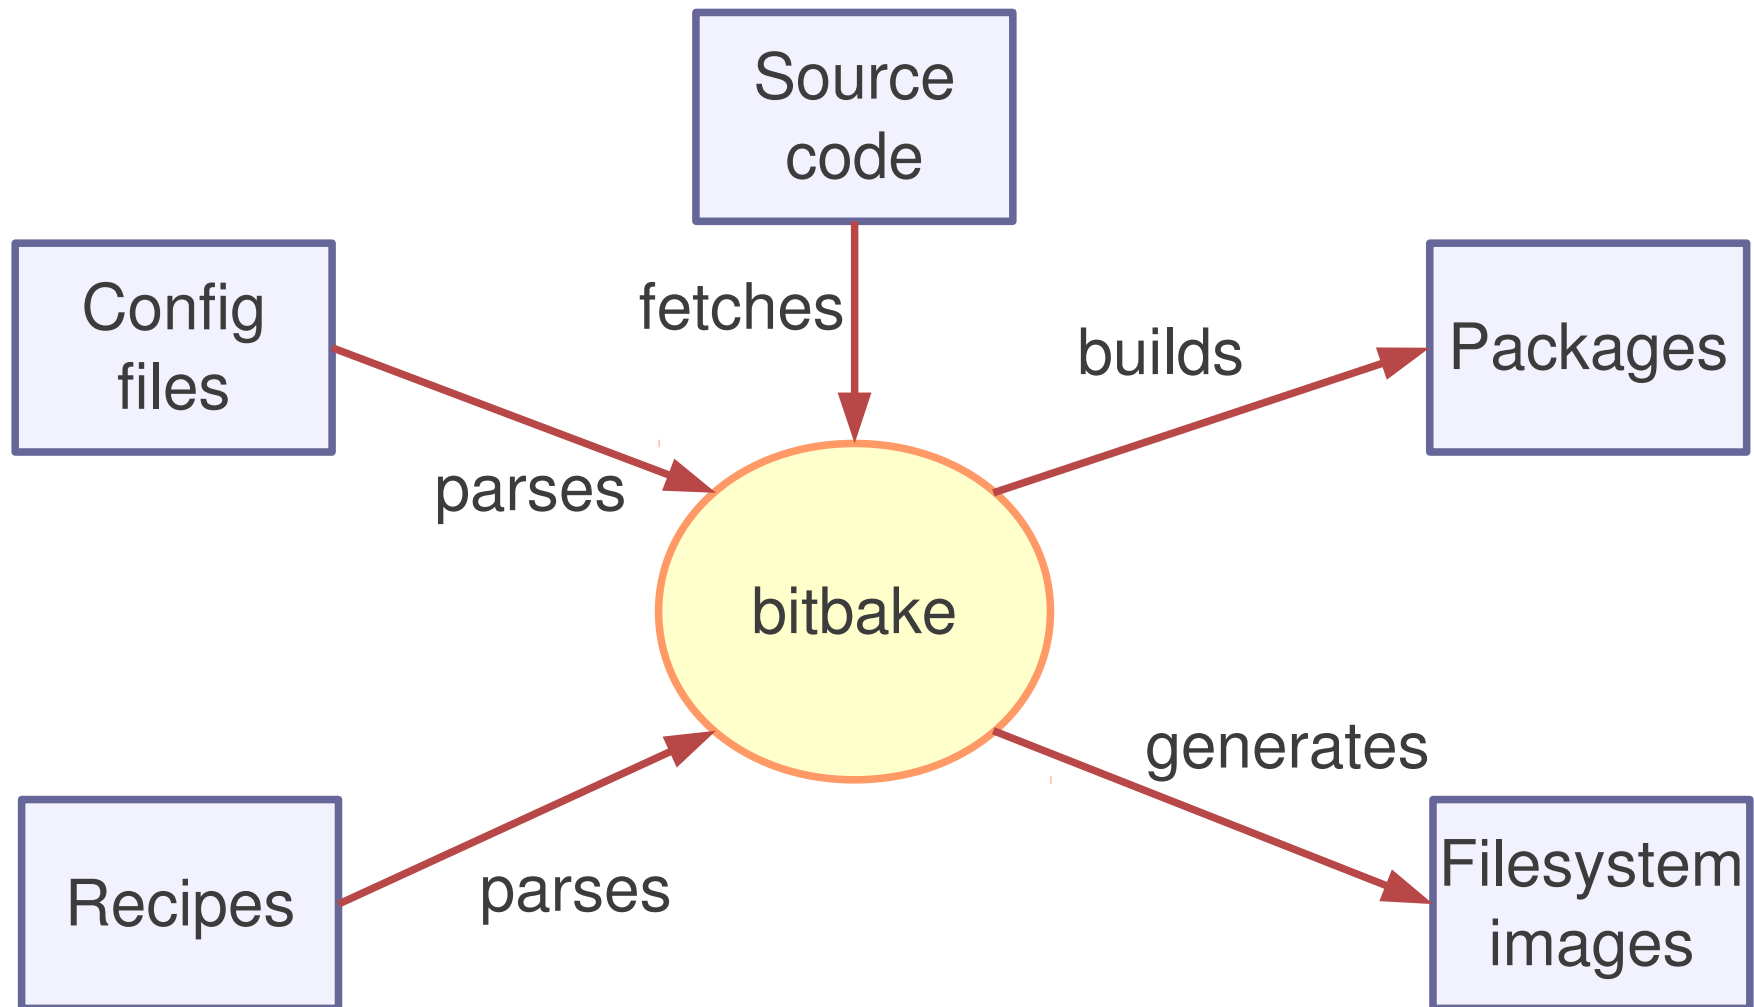 Source
code
Config
files
fetches
builds
Packages
parses
bitbake
generates
Recipes
parses
Filesystem
images